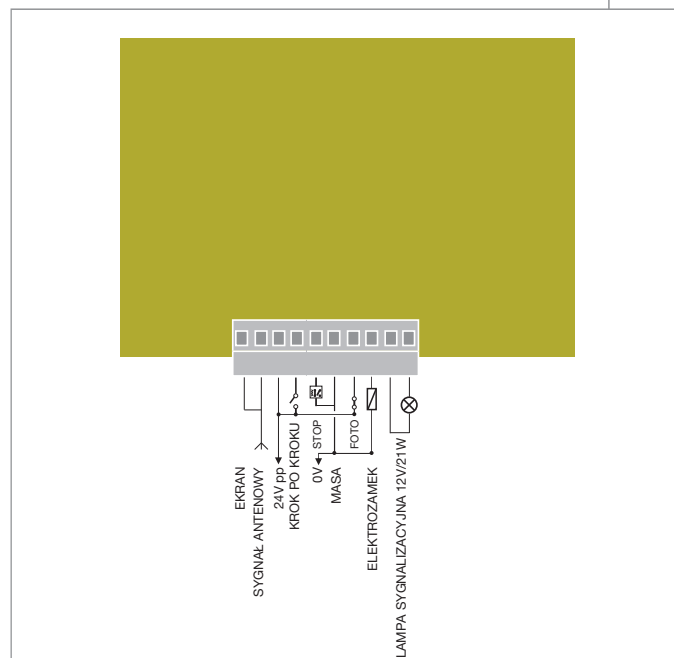 EKRAN
SYGNAŁ ANTENOWY
24V pp
KROK PO KROKU
STOP
0V
MASA
FOTO
ELEKTROZAMEK
LAMPA SYGNALIZACYJNA 12V/21W